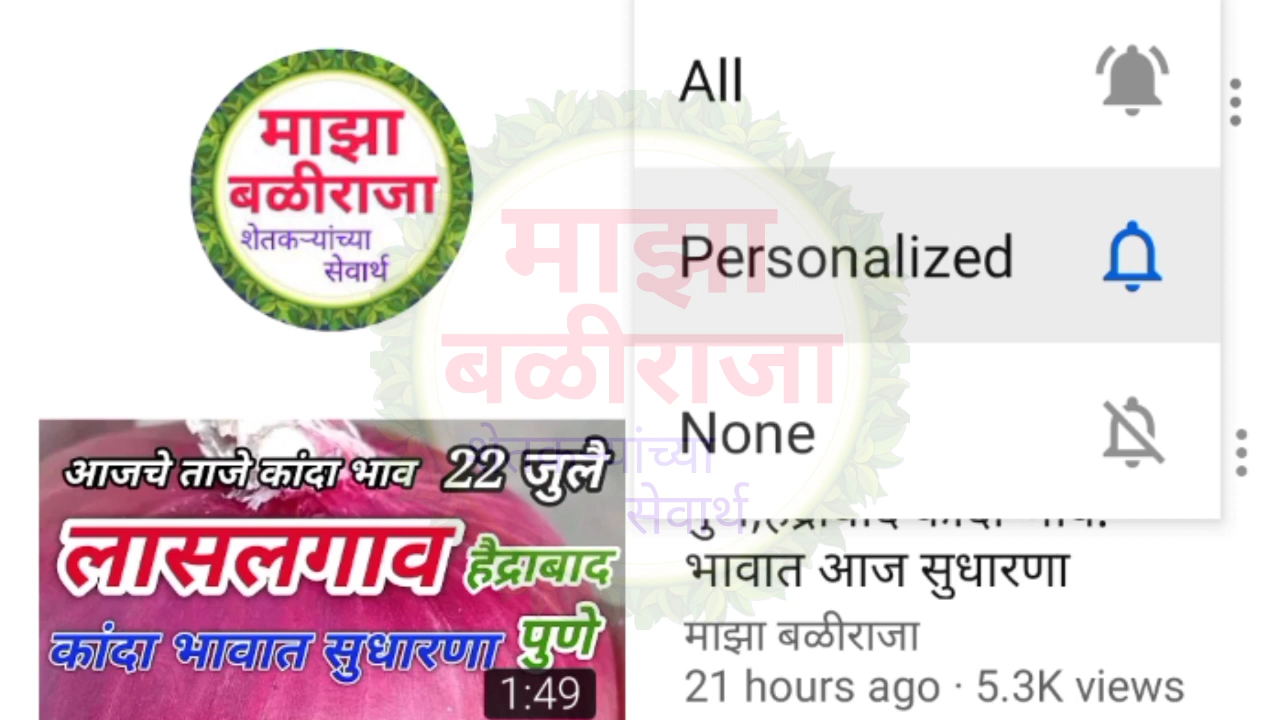 माझा
बळीराजा
शेतकऱ्यांच्या
सेवार्थ
All
Personalized
None
माझा
बळीराजा
शेतकऱ्यांच्या
सेवार्थ
आजचे ताजे कांदा भाव 22 जुलै
लासलगाव हैद्राबाद
कांदा भावात सुधारणा पुणे
1:49
भावात आज सुधारणा
माझा बळीराजा
21 hours ago · 5.3K views